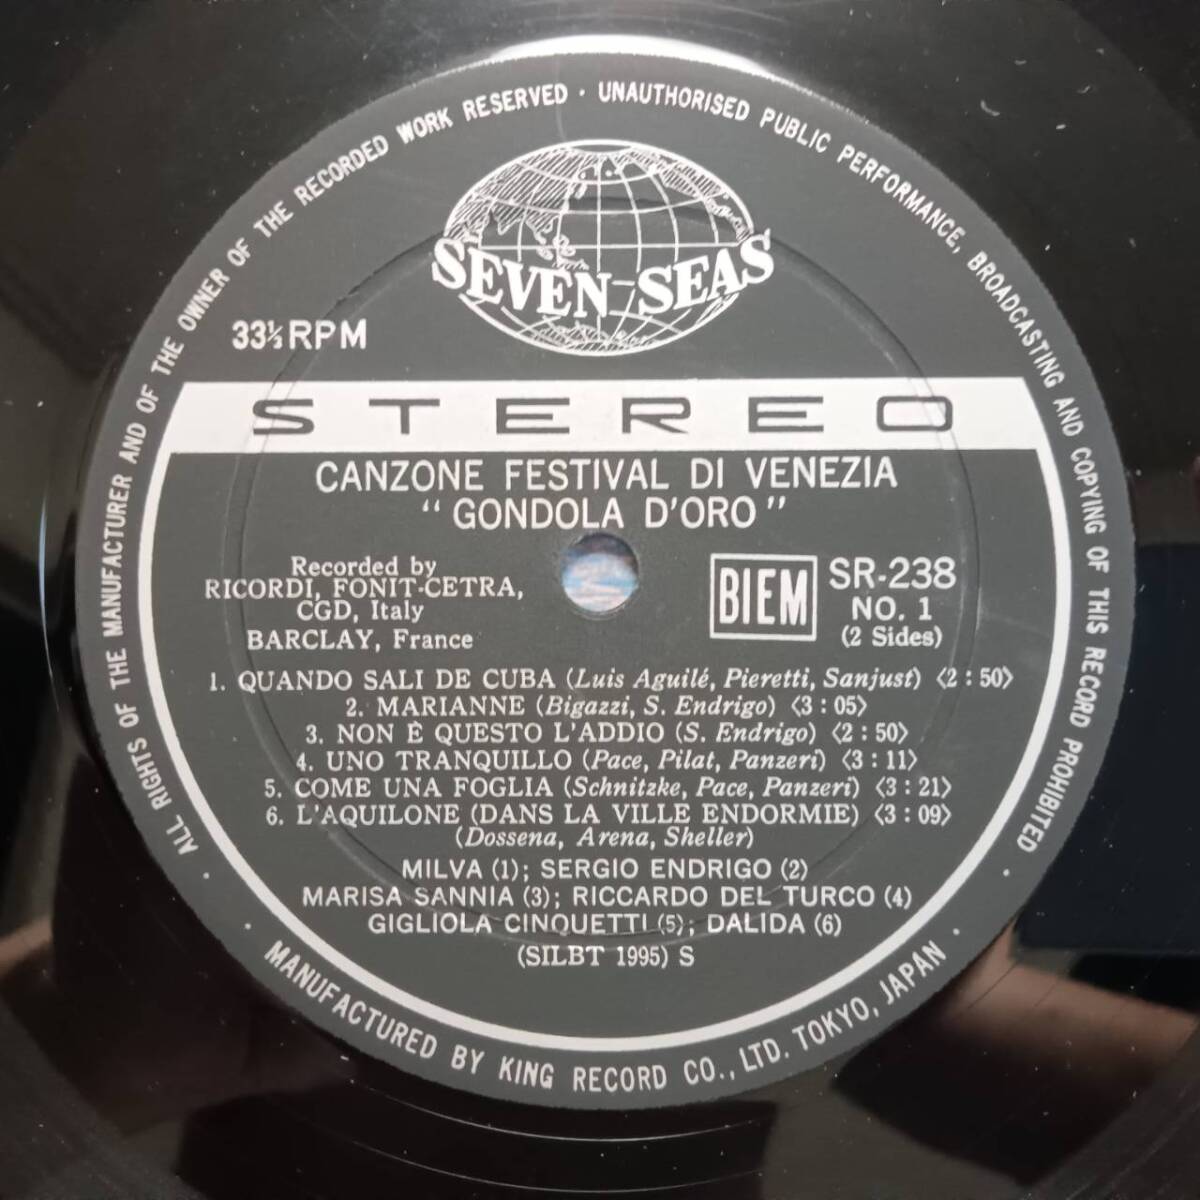 ALL RIGHTS OF THE MANUFACTURER AND OF THE OWNER OF THE RECORDED WORK RESERVED · UNAUTHORISED PUBLIC PERFORMANCE, BROADCASTING AND COPYING OF THIS RECORD PROHIBITED
SEVEN SEAS
33⅓ RPM
STEREO
CANZONE FESTIVAL DI VENEZIA
“GONDOLA D'ORO”
Recorded by
RICORDI, FONIT-CETRA,
CGD, Italy
BARCLAY, France
BIEM
SR-238
NO. 1
(2 Sides)
1. QUANDO SALI DE CUBA (Luis Aguilé, Pieretti, Sanjust) ⟨2 : 50⟩
2. MARIANNE (Bigazzi, S. Endrigo) ⟨3 : 05⟩
3. NON È QUESTO L'ADDIO (S. Endrigo) ⟨2 : 50⟩
4. UNO TRANQUILLO (Pace, Pilat, Panzeri) ⟨3 : 11⟩
5. COME UNA FOGLIA (Schnitzke, Pace, Panzeri) ⟨3 : 21⟩
6. L'AQUILONE (DANS LA VILLE ENDORMIE) ⟨3 : 09⟩
(Dossena, Arena, Sheller)
MILVA (1); SERGIO ENDRIGO (2)
MARISA SANNIA (3); RICCARDO DEL TURCO (4)
GIGLIOLA CINQUETTI (5); DALIDA (6)
(SILBT 1995) S
· MANUFACTURED BY KING RECORD CO., LTD. TOKYO, JAPAN ·